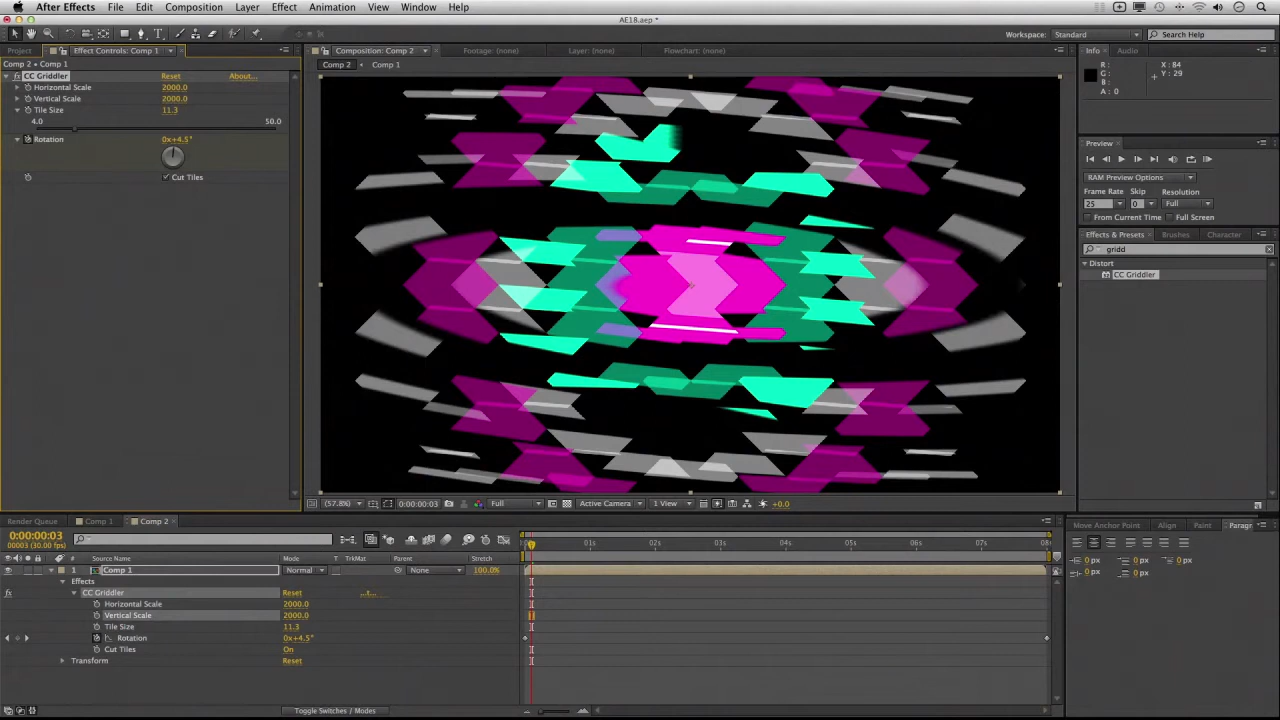 After Effects File Edit Composition Layer Effect Animation View Window Help
AE18.aep *
Workspace: Standard Search Help
Project Effect Controls: Comp 1 Composition: Comp 2 Footage: (none) Layer: (none) Flowchart: (none) Info Audio
Comp 2 • Comp 1
Comp 2 Comp 1
CC Griddler Reset About...
Horizontal Scale 2000.0
Vertical Scale 2000.0
Tile Size 11.3
4.0 50.0
Rotation 0x+4.5°
Cut Tiles
R :
G :
B :
A : 0
X : 84
Y : 29
Preview
RAM Preview Options
Frame Rate Skip Resolution
25 0 Full
From Current Time Full Screen
Effects & Presets Brushes Character
gridd
Distort
CC Griddler
(57.8%) 0:00:00:03 Full Active Camera 1 View +0.0
Render Queue Comp 1 Comp 2
0:00:00:03
00003 (30.00 fps)
Source Name Mode T TrkMat Parent Stretch
01s 02s 03s 04s 05s 06s 07s
1 Comp 1 Normal None 100.0%
Effects
CC Griddler Reset
Horizontal Scale 2000.0
Vertical Scale 2000.0
Tile Size 11.3
Rotation 0x+4.5°
Cut Tiles On
Transform Reset
Toggle Switches / Modes
Move Anchor Point Align Paint Paragr
0 px 0 px 0 px
0 px 0 px